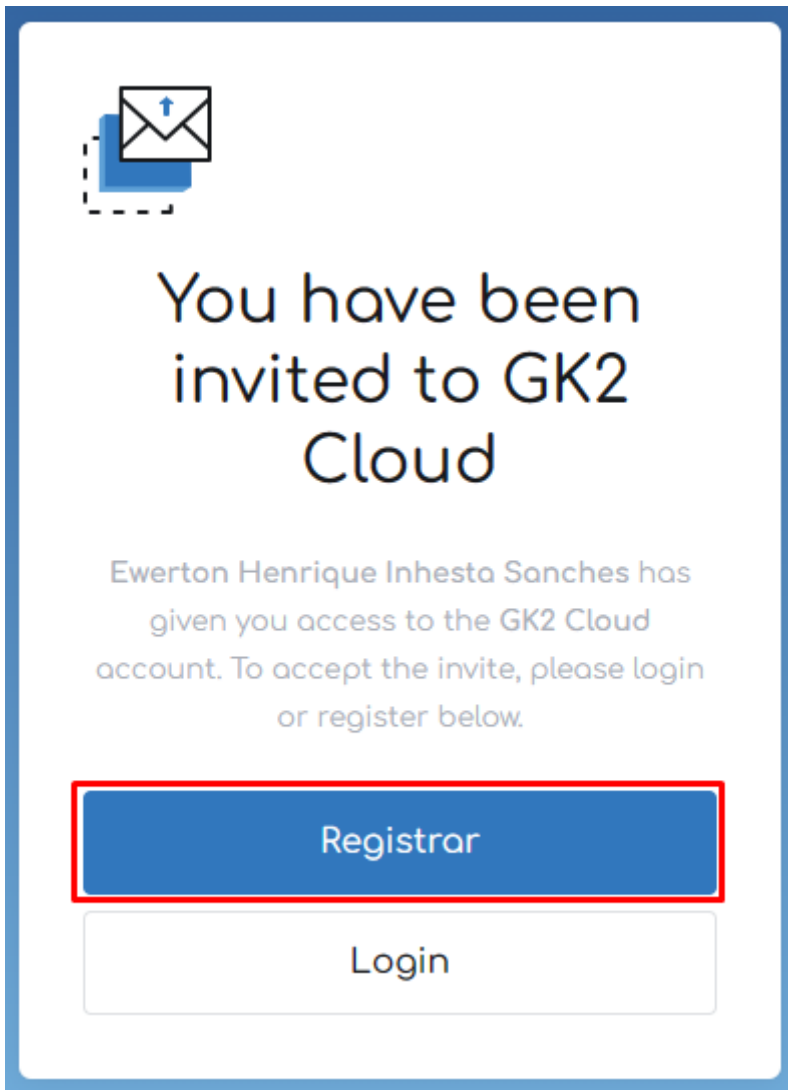 You have been
invited to GK2
Cloud
Ewerton Henrique Inhesta Sanches has
given you access to the GK2 Cloud
account. To accept the invite, please login
or register below.
Registrar
Login